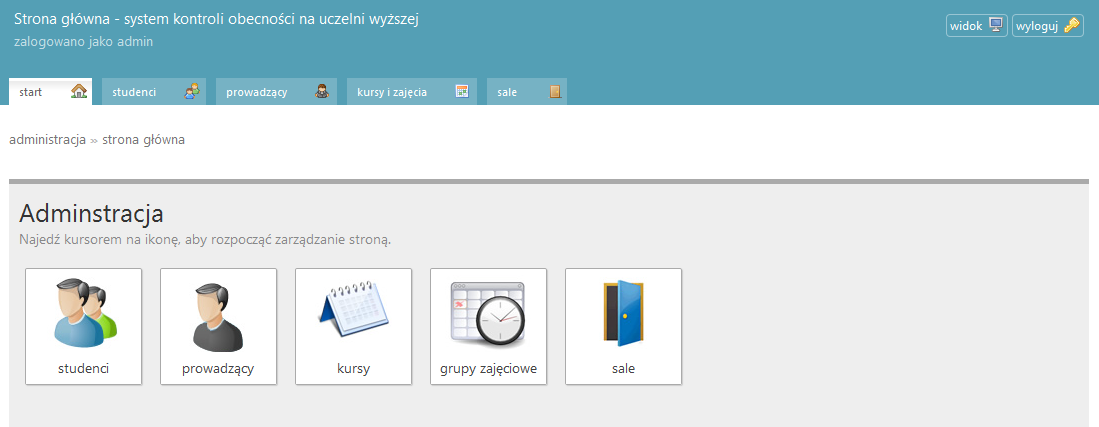 Strona główna - system kontroli obecności na uczelni wyższej
zalogowano jako admin
widok wyloguj
start studenci prowadzący kursy i zajęcia sale
administracja » strona główna
Adminstracja
Najedź kursorem na ikonę, aby rozpocząć zarządzanie stroną.
studenci prowadzący kursy grupy zajęciowe sale